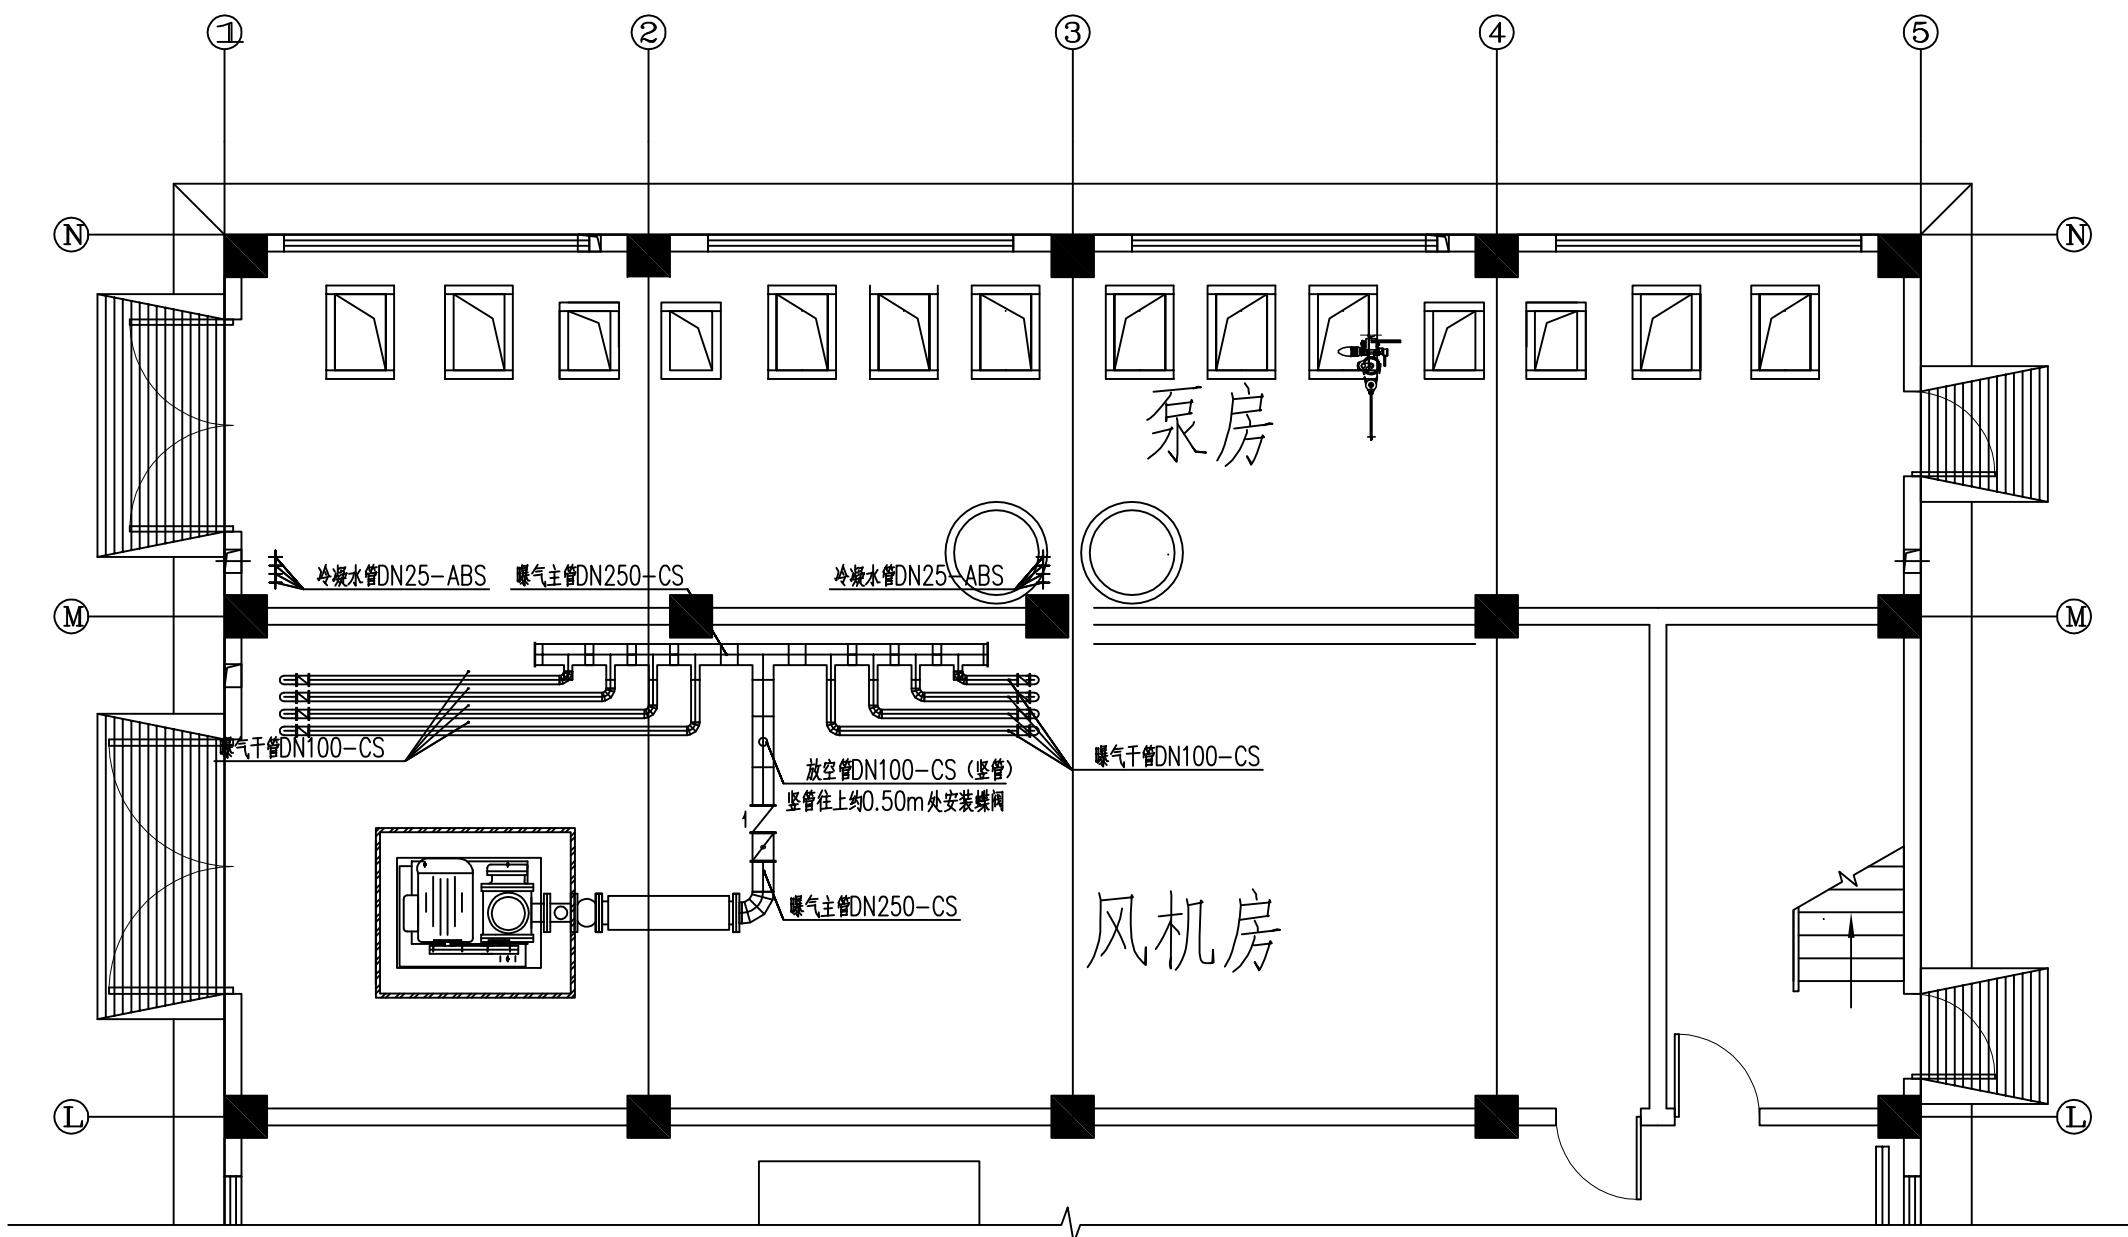 1 2 3 4 5
N N
泵房
冷凝水管DN25-ABS 曝气主管DN250-CS 冷凝水管DN25-ABS
M M
曝气干管DN100-CS 曝气干管DN100-CS
放空管DN100-CS（竖管）
竖管往上约0.50m处安装蝶阀
1
曝气主管DN250-CS
风机房
L L